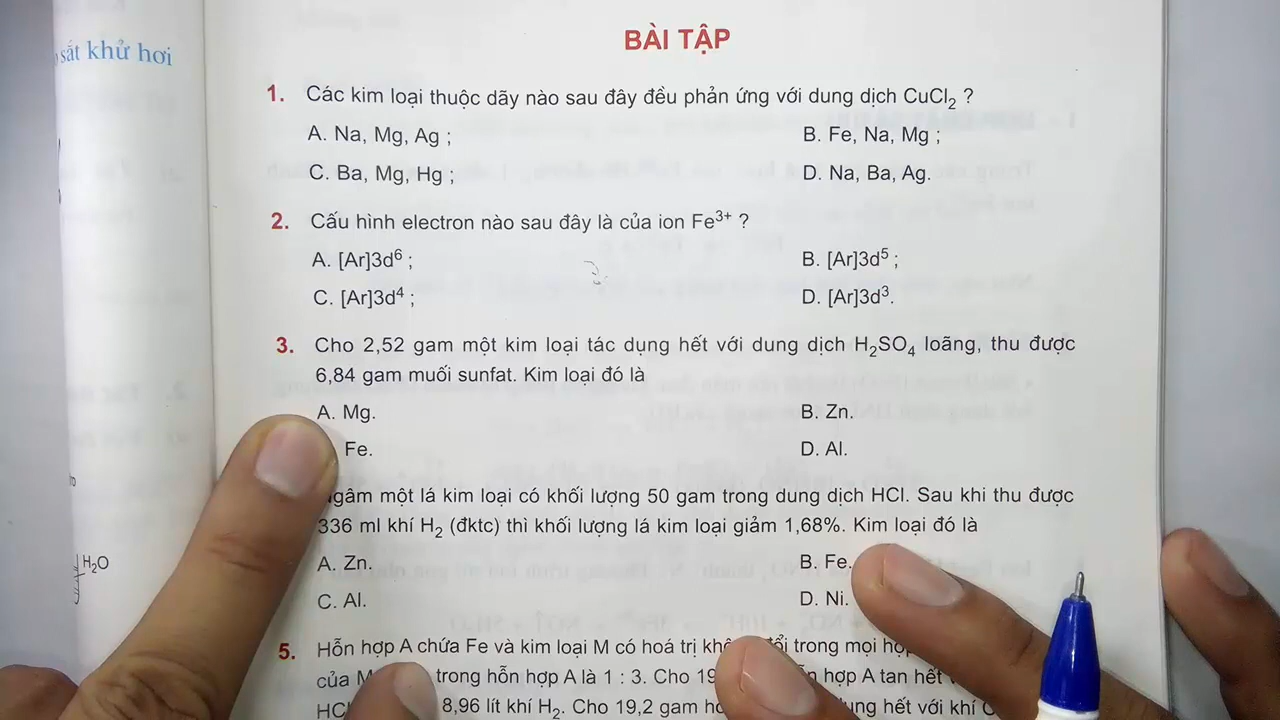 sắt khử hơi
BÀI TẬP
1. Các kim loại thuộc dãy nào sau đây đều phản ứng với dung dịch CuCl₂ ?
A. Na, Mg, Ag ;
B. Fe, Na, Mg ;
C. Ba, Mg, Hg ;
D. Na, Ba, Ag.
2. Cấu hình electron nào sau đây là của ion Fe³⁺ ?
A. [Ar]3d⁶ ;
B. [Ar]3d⁵ ;
C. [Ar]3d⁴ ;
D. [Ar]3d³.
3. Cho 2,52 gam một kim loại tác dụng hết với dung dịch H₂SO₄ loãng, thu được
6,84 gam muối sunfat. Kim loại đó là
A. Mg.
B. Zn.
Fe.
D. Al.
một lá kim loại có khối lượng 50 gam trong dung dịch HCl. Sau khi thu được
336 ml khí H₂ (đktc) thì khối lượng lá kim loại giảm 1,68%. Kim loại đó là
H₂O
A. Zn.
B. Fe.
C. Al.
D. Ni.
5. Hỗn hợp A chứa Fe và kim loại M có hoá trị trong mọi
của trong hỗn hợp A là 1 : 3. Cho hợp A tan hết
8,96 lít khí H₂. Cho 19,2 gam dụng hết với khí